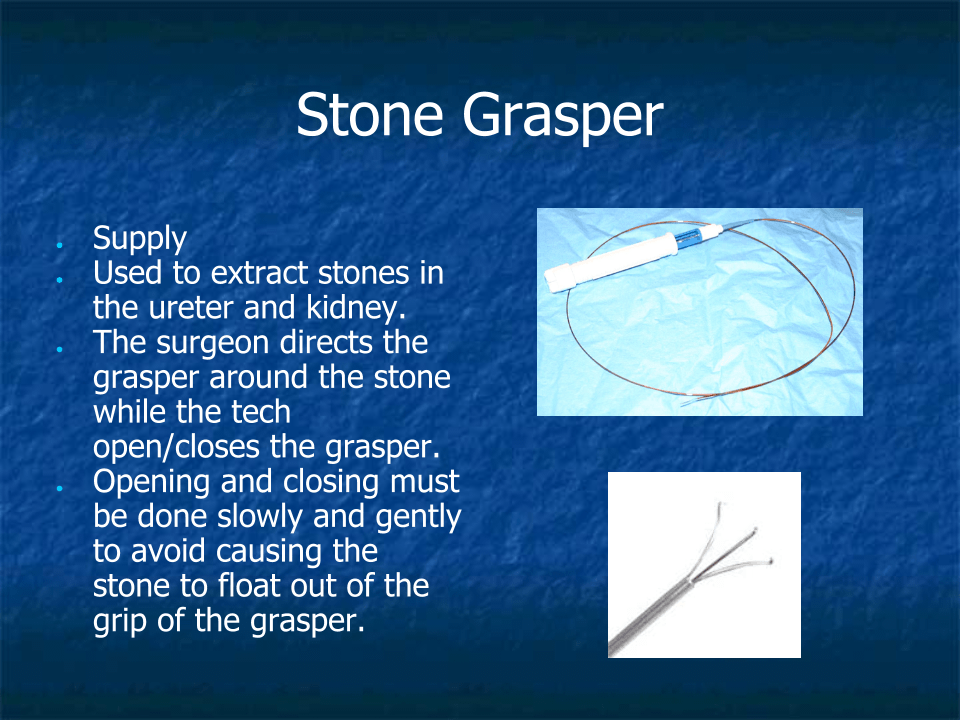 Stone Grasper
● Supply
● Used to extract stones in
the ureter and kidney.
● The surgeon directs the
grasper around the stone
while the tech
open/closes the grasper.
● Opening and closing must
be done slowly and gently
to avoid causing the
stone to float out of the
grip of the grasper.